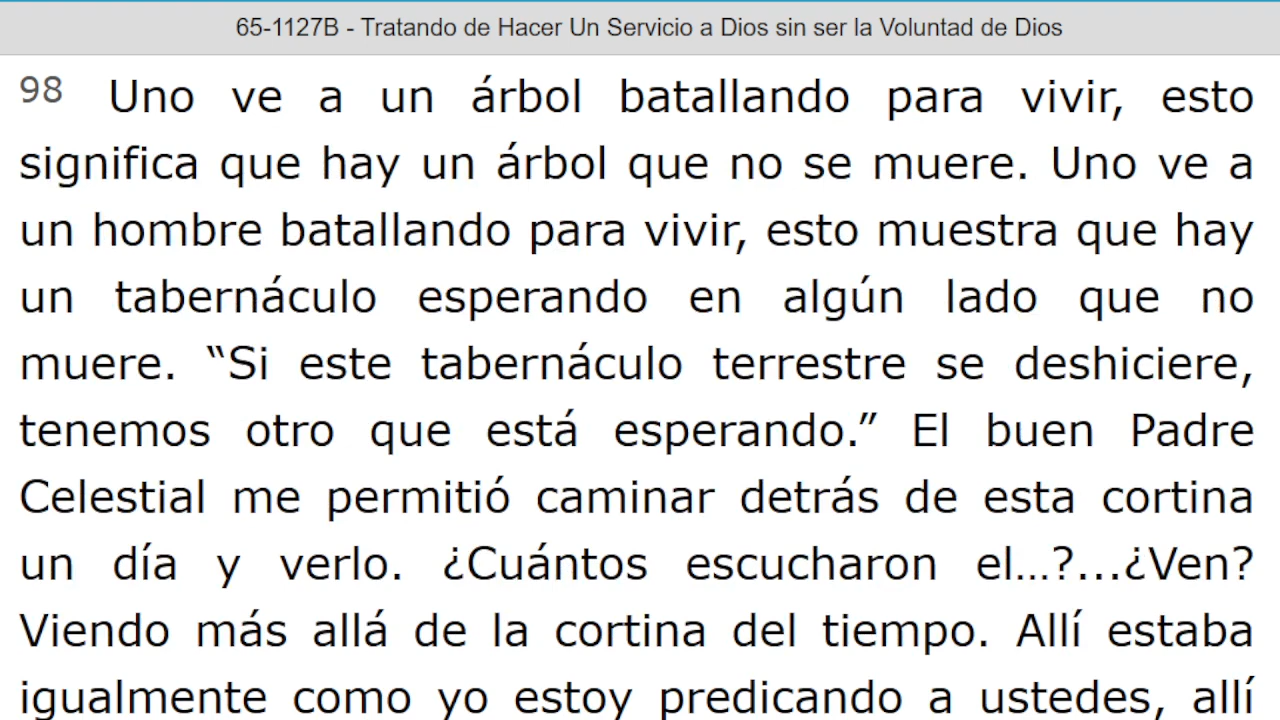 65-1127B - Tratando de Hacer Un Servicio a Dios sin ser la Voluntad de Dios
98 Uno ve a un árbol batallando para vivir, esto
significa que hay un árbol que no se muere. Uno ve a
un hombre batallando para vivir, esto muestra que hay
un tabernáculo esperando en algún lado que no
muere. “Si este tabernáculo terrestre se deshiciere,
tenemos otro que está esperando.” El buen Padre
Celestial me permitió caminar detrás de esta cortina
un día y verlo. ¿Cuántos escucharon el…?...¿Ven?
Viendo más allá de la cortina del tiempo. Allí estaba
igualmente como yo estoy predicando a ustedes, allí